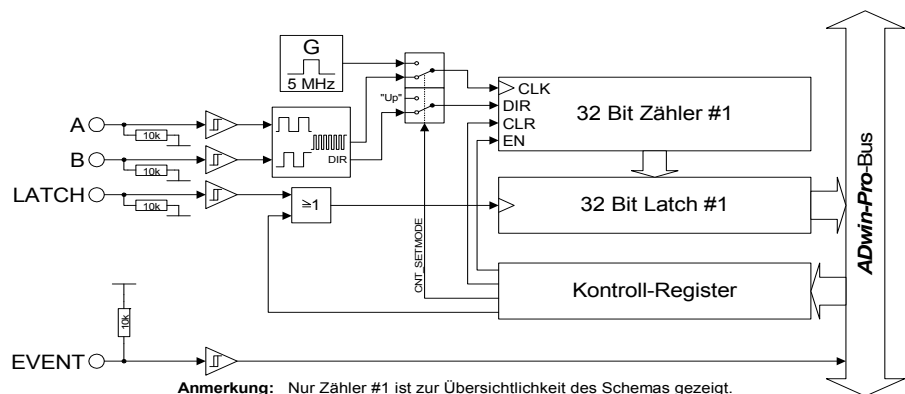 G
5 MHz
"Up"
CLK
DIR
CLR
EN
32 Bit Zähler #1
A
10k
B
10k
DIR
LATCH
10k
≥1
32 Bit Latch #1
CNT_SETMODE
Kontroll-Register
ADwin-Pro-Bus
10k
EVENT
Anmerkung: Nur Zähler #1 ist zur Übersichtlichkeit des Schemas gezeigt.